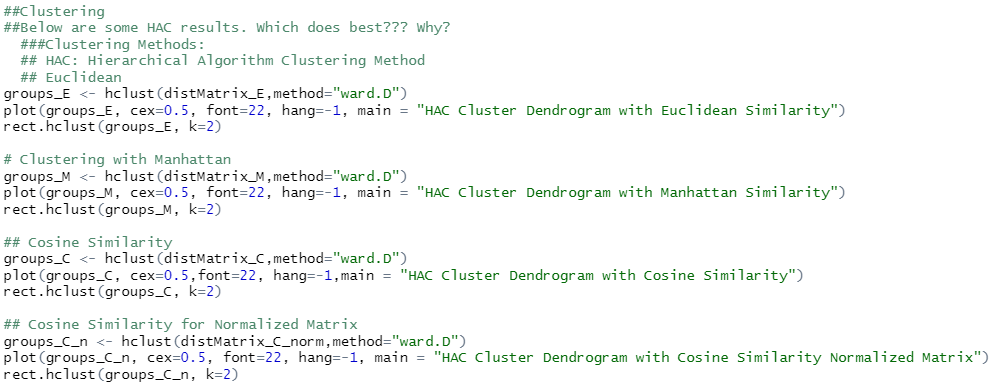 ##Clustering
##Below are some HAC results. Which does best??? Why?
###Clustering Methods:
## HAC: Hierarchical Algorithm Clustering Method
## Euclidean
groups_E <- hclust(distMatrix_E,method="ward.D")
plot(groups_E, cex=0.5, font=22, hang=-1, main = "HAC Cluster Dendrogram with Euclidean Similarity")
rect.hclust(groups_E, k=2)
# Clustering with Manhattan
groups_M <- hclust(distMatrix_M,method="ward.D")
plot(groups_M, cex=0.5, font=22, hang=-1, main = "HAC Cluster Dendrogram with Manhattan Similarity")
rect.hclust(groups_M, k=2)
## Cosine Similarity
groups_C <- hclust(distMatrix_C,method="ward.D")
plot(groups_C, cex=0.5,font=22, hang=-1,main = "HAC Cluster Dendrogram with Cosine Similarity")
rect.hclust(groups_C, k=2)
## Cosine Similarity for Normalized Matrix
groups_C_n <- hclust(distMatrix_C_norm,method="ward.D")
plot(groups_C_n, cex=0.5, font=22, hang=-1, main = "HAC Cluster Dendrogram with Cosine Similarity Normalized Matrix")
rect.hclust(groups_C_n, k=2)